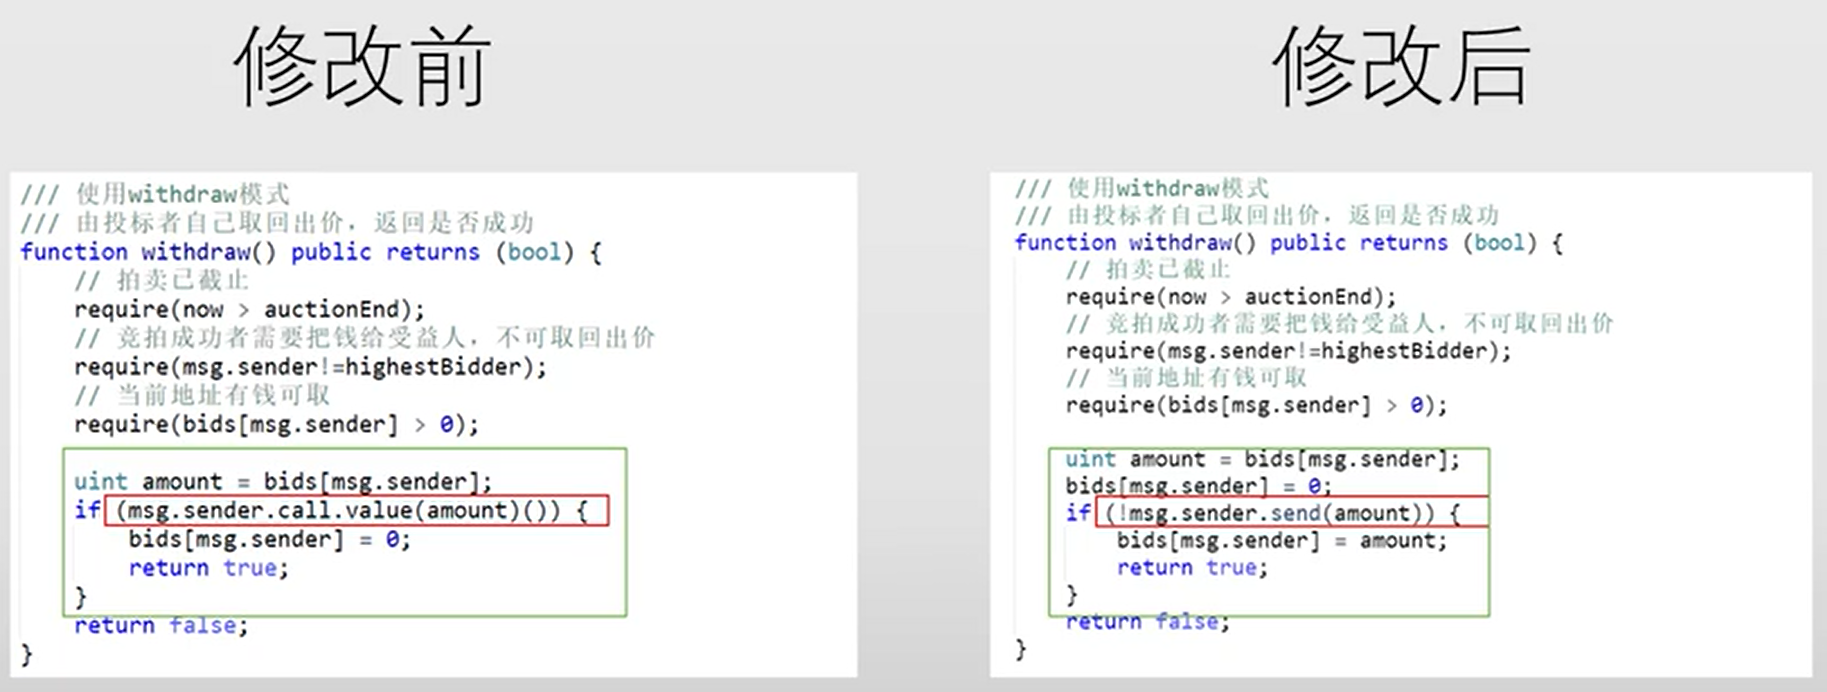 修改前
/// 使用withdraw模式
/// 由投标者自己取回出价，返回是否成功
function withdraw() public returns (bool) {
// 拍卖已截止
require(now > auctionEnd);
// 竞拍成功者需要把钱给受益人，不可取回出价
require(msg.sender!=highestBidder);
// 当前地址有钱可取
require(bids[msg.sender] > 0);
uint amount = bids[msg.sender];
if (msg.sender.call.value(amount)()) {
bids[msg.sender] = 0;
return true;
}
return false;
}
修改后
/// 使用withdraw模式
/// 由投标者自己取回出价，返回是否成功
function withdraw() public returns (bool) {
// 拍卖已截止
require(now > auctionEnd);
// 竞拍成功者需要把钱给受益人，不可取回出价
require(msg.sender!=highestBidder);
// 当前地址有钱可取
require(bids[msg.sender] > 0);
uint amount = bids[msg.sender];
bids[msg.sender] = 0;
if (!msg.sender.send(amount)) {
bids[msg.sender] = amount;
return true;
}
return false;
}